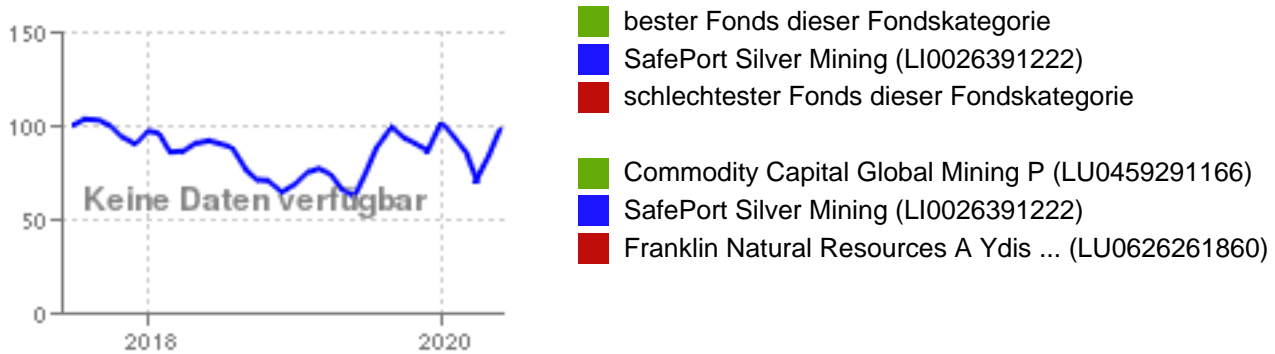 150
100
50
0
Keine Daten verfügbar
2018
2020
bester Fonds dieser Fondskategorie
SafePort Silver Mining (LI0026391222)
schlechtester Fonds dieser Fondskategorie
Commodity Capital Global Mining P (LU0459291166)
SafePort Silver Mining (LI0026391222)
Franklin Natural Resources A Ydis ... (LU0626261860)